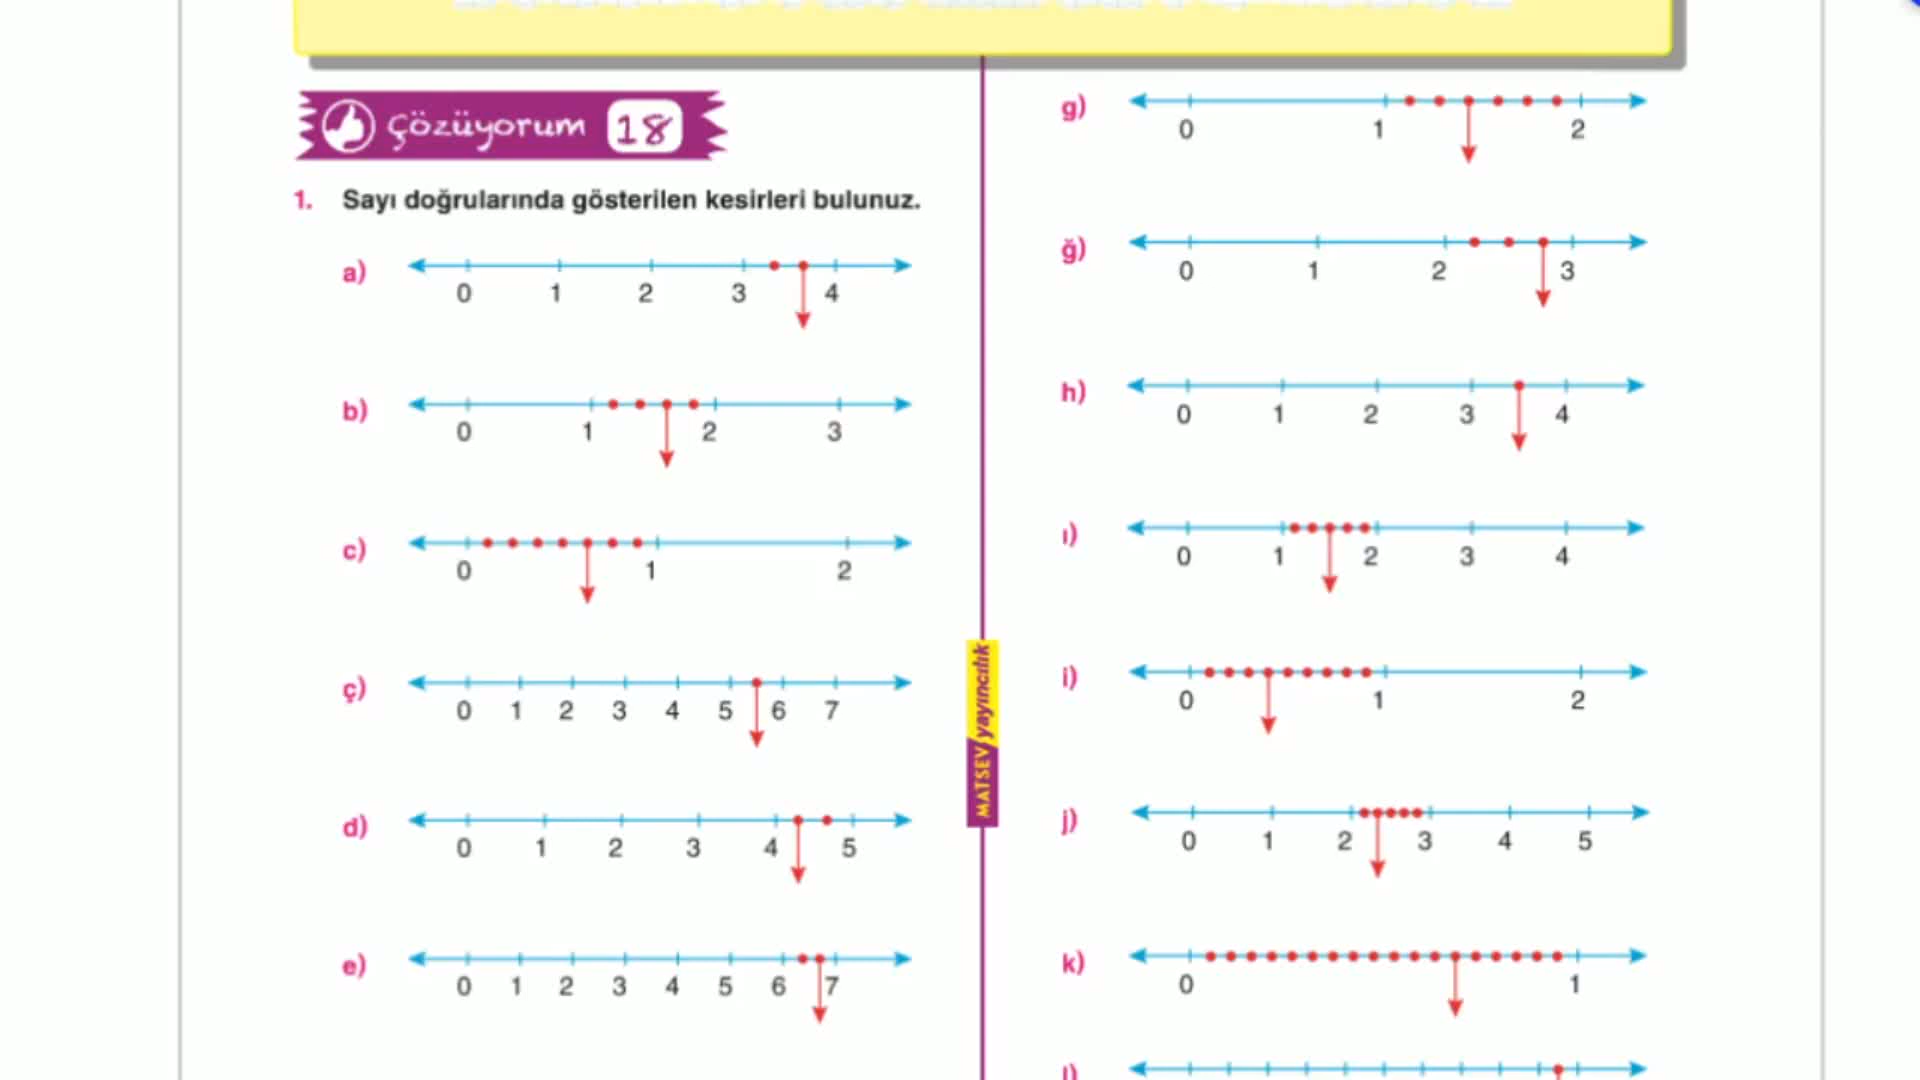 Çözüyorum 18
1. Sayı doğrularında gösterilen kesirleri bulunuz.
a)
0 1 2 3 4
b)
0 1 2 3
c)
0 1 2
ç)
0 1 2 3 4 5 6 7
d)
0 1 2 3 4 5
e)
0 1 2 3 4 5 6 7
MATSEV yayıncılık
g)
0 1 2
ğ)
0 1 2 3
h)
0 1 2 3 4
ı)
0 1 2 3 4
i)
0 1 2
j)
0 1 2 3 4 5
k)
0 1